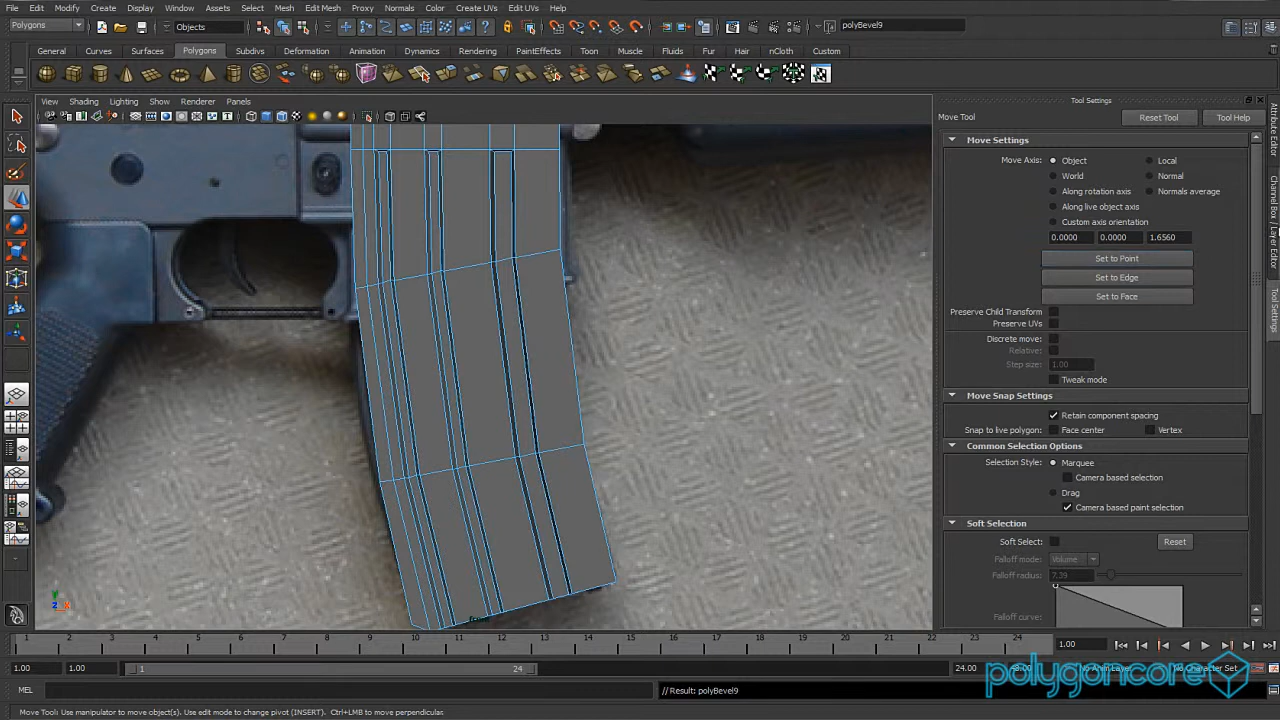 File Edit Modify Create Display Window Assets Select Mesh Edit Mesh Proxy Normals Color Create UVs Edit UVs Help
Polygons Objects polyBevel9
General Curves Surfaces Polygons Subdivs Deformation Animation Dynamics Rendering PaintEffects Toon Muscle Fluids Fur Hair nCloth Custom
View Shading Lighting Show Renderer Panels
Tool Settings
Move Tool Reset Tool Tool Help
Move Settings
Move Axis: Object Local
World Normal
Along rotation axis Normals average
Along live object axis
Custom axis orientation
0.0000 0.0000 1.6560
Set to Point
Set to Edge
Set to Face
Preserve Child Transform
Preserve UVs
Discrete move:
Relative:
Step size: 1.00
Tweak mode
Move Snap Settings
Retain component spacing
Snap to live polygon: Face center Vertex
Common Selection Options
Selection Style: Marquee
Camera based selection
Drag
Camera based paint selection
Soft Selection
Soft Select: Reset
Falloff mode: Volume
Falloff radius: 7.39
Falloff curve:
Attribute Editor
Channel Box / Layer Editor
Tool Settings
1 2 3 4 5 6 7 8 9 10 11 12 13 14 15 16 17 18 19 20 21 22 23 24 1.00
1.00 1.00 1 24 24.00 48.00 No Anim Layer No Character Set
polygoncore
MEL // Result: polyBevel9
Move Tool: Use manipulator to move object(s). Use edit mode to change pivot (INSERT). Ctrl+LMB to move perpendicular.